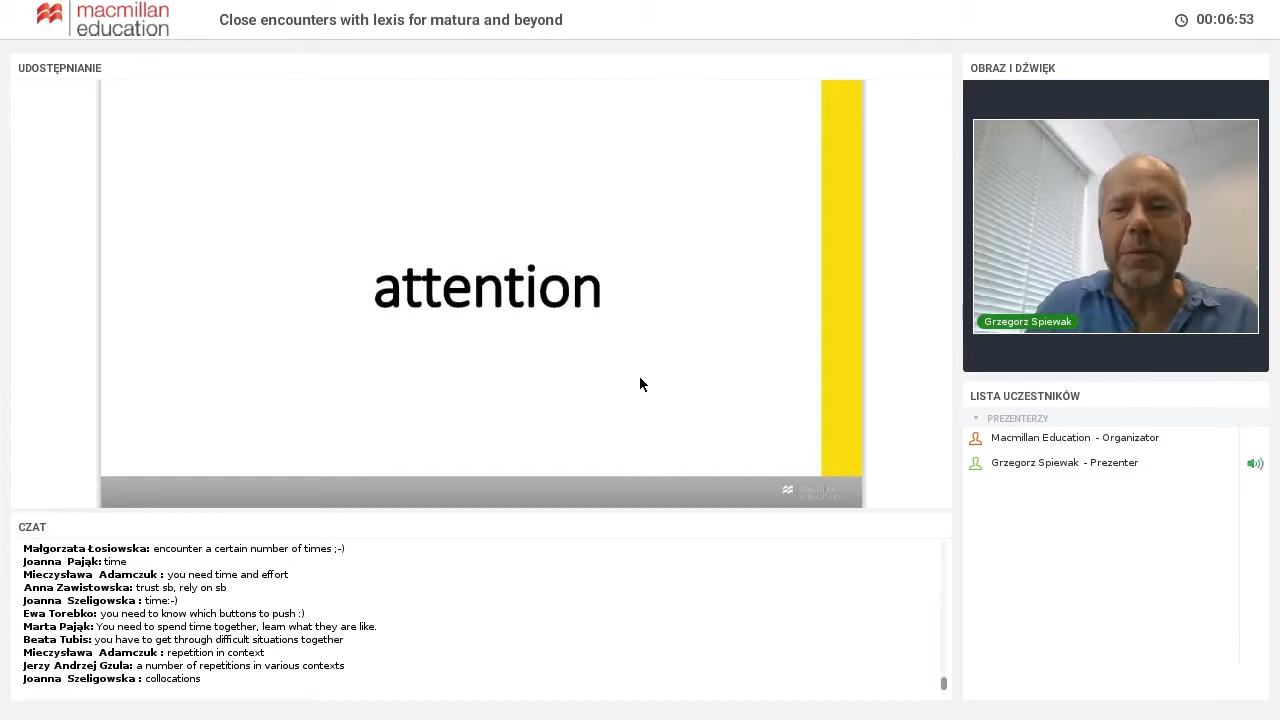 macmillan
education
Close encounters with lexis for matura and beyond
00:06:53
UDOSTĘPNIANIE
attention
CZAT
Małgorzata Łosiowska: encounter a certain number of times ;-)
Joanna Pająk: time
Mieczysława Adamczuk : you need time and effort
Anna Zawistowska: trust sb, rely on sb
Joanna Szeligowska : time:-)
Ewa Torebko: you need to know which buttons to push :)
Marta Pająk: You need to spend time together, learn what they are like.
Beata Tubis: you have to get through difficult situations together
Mieczysława Adamczuk : repetition in context
Jerzy Andrzej Gzula: a number of repetitions in various contexts
Joanna Szeligowska : collocations
OBRAZ I DŹWIĘK
Grzegorz Spiewak
LISTA UCZESTNIKÓW
PREZENTERZY
Macmillan Education - Organizator
Grzegorz Spiewak - Prezenter